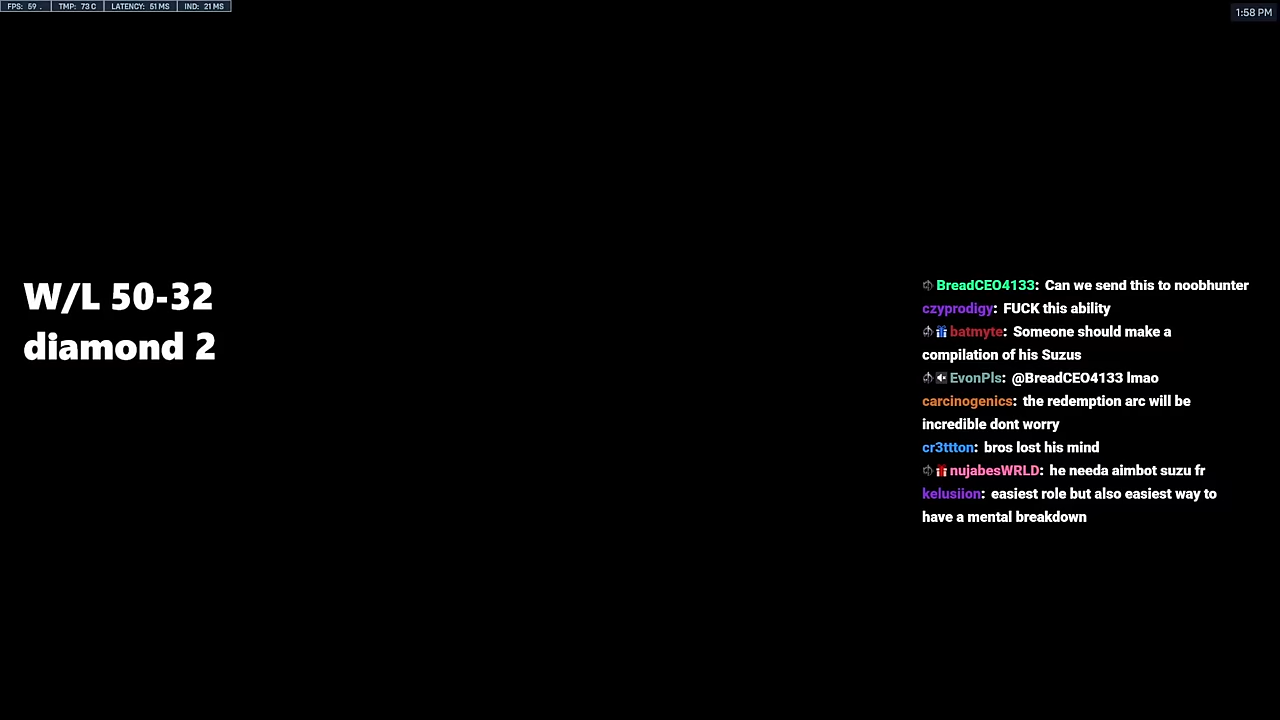 FPS: 59 . TMP: 73 C LATENCY: 51 MS IND: 21 MS
1:58 PM
W/L 50-32
diamond 2
BreadCEO4133: Can we send this to noobhunter
czyprodigy: FUCK this ability
batmyte: Someone should make a
compilation of his Suzus
EvonPls: @BreadCEO4133 lmao
carcinogenics: the redemption arc will be
incredible dont worry
cr3ttton: bros lost his mind
nujabesWRLD: he needa aimbot suzu fr
kelusiion: easiest role but also easiest way to
have a mental breakdown